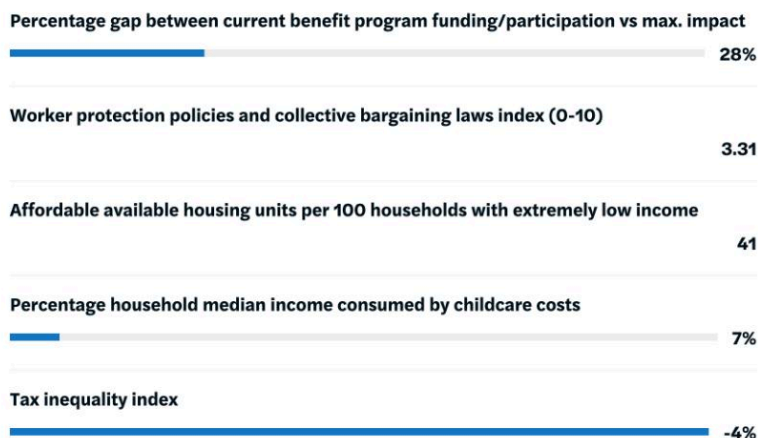 Percentage gap between current benefit program funding/participation vs max. impact
28%
Worker protection policies and collective bargaining laws index (0-10)
3.31
Affordable available housing units per 100 households with extremely low income
41
Percentage household median income consumed by childcare costs
7%
Tax inequality index
-4%